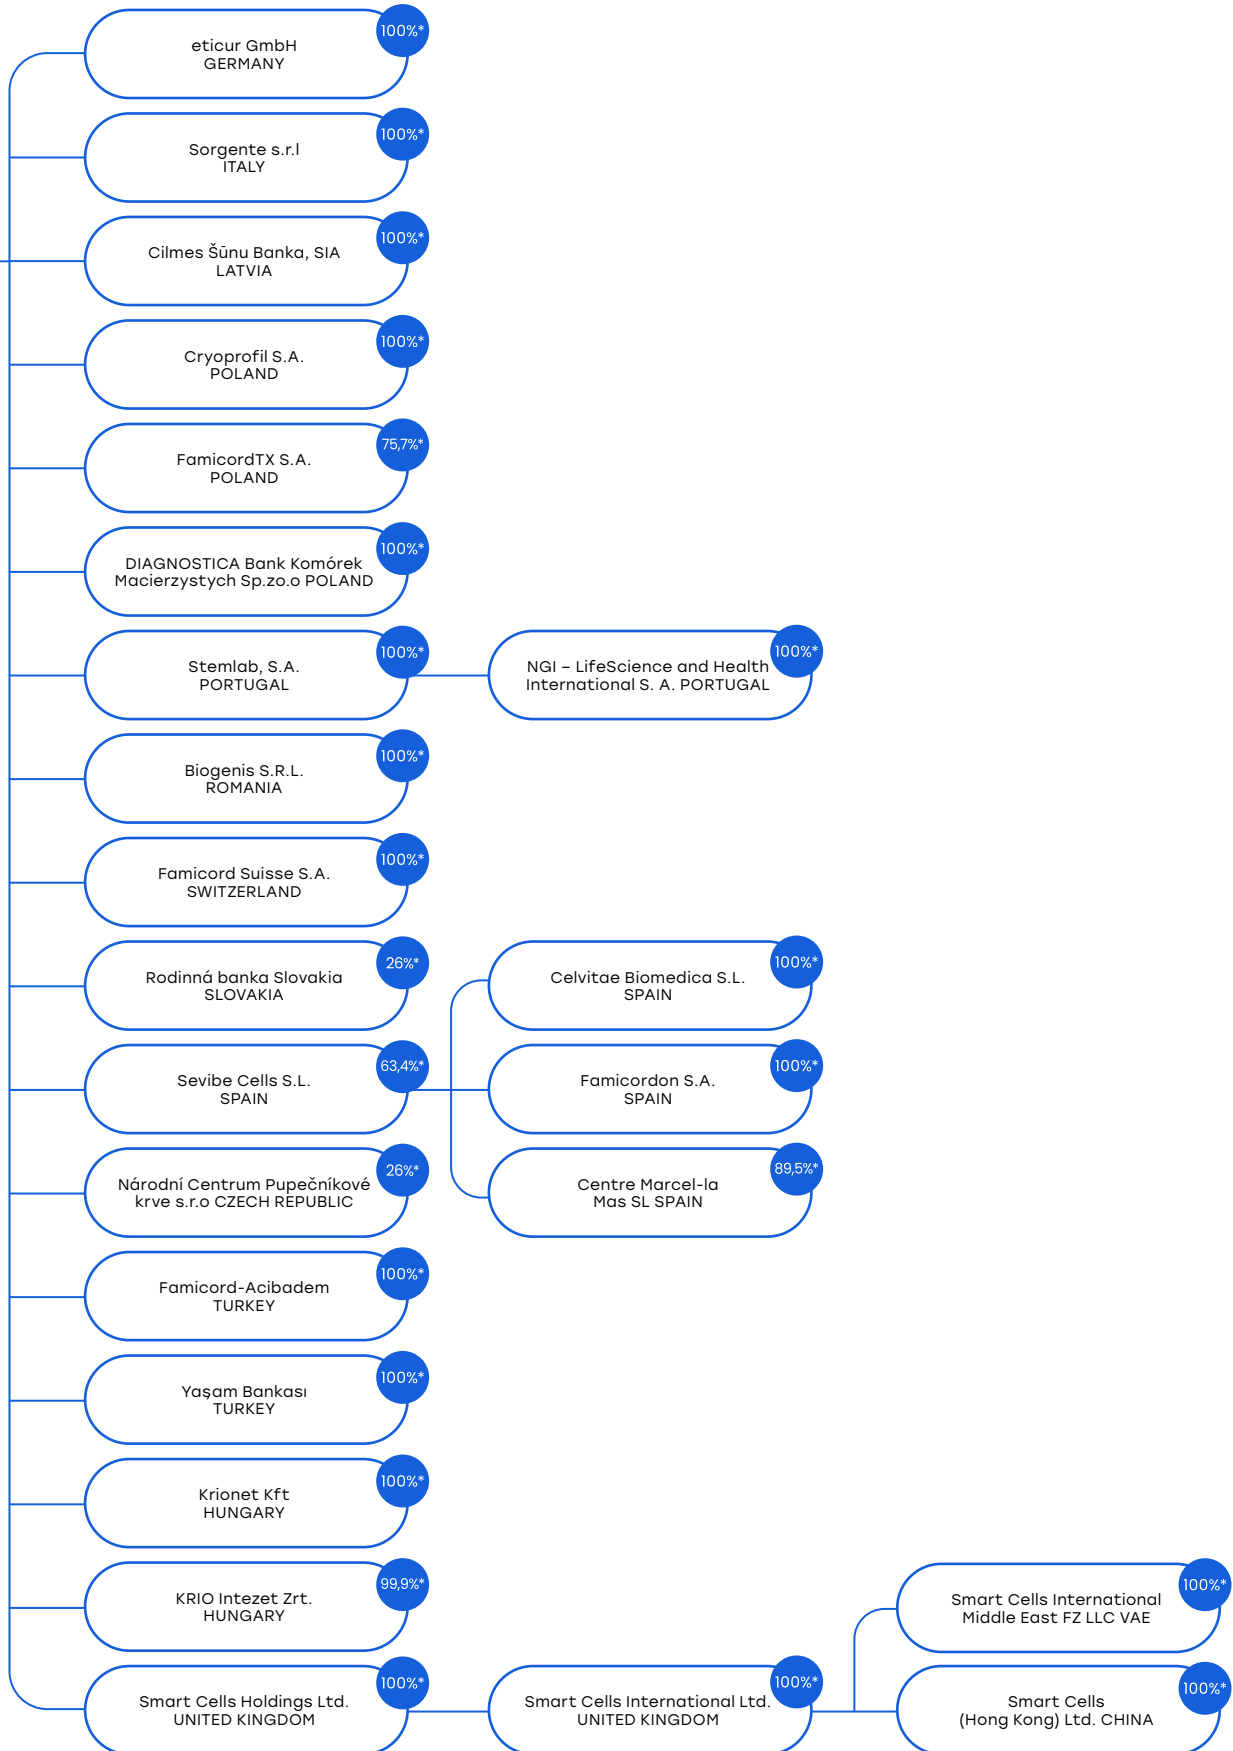 100%*
eticur GmbH
GERMANY
100%*
Sorgente s.r.l
ITALY
100%*
Cilmes Šūnu Banka, SIA
LATVIA
100%*
Cryoprofil S.A.
POLAND
75,7%*
FamicordTX S.A.
POLAND
100%*
DIAGNOSTICA Bank Komórek
Macierzystych Sp.zo.o POLAND
100%*
Stemlab, S.A.
PORTUGAL
100%*
NGI – LifeScience and Health
International S. A. PORTUGAL
100%*
Biogenis S.R.L.
ROMANIA
100%*
Famicord Suisse S.A.
SWITZERLAND
26%*
Rodinná banka Slovakia
SLOVAKIA
100%*
Celvitae Biomedica S.L.
SPAIN
63,4%*
Sevibe Cells S.L.
SPAIN
100%*
Famicordon S.A.
SPAIN
26%*
Národní Centrum Pupečníkové
krve s.r.o CZECH REPUBLIC
89,5%*
Centre Marcel-la
Mas SL SPAIN
100%*
Famicord-Acibadem
TURKEY
100%*
Yaşam Bankası
TURKEY
100%*
Krionet Kft
HUNGARY
99,9%*
KRIO Intezet Zrt.
HUNGARY
100%*
Smart Cells International
Middle East FZ LLC VAE
100%*
Smart Cells Holdings Ltd.
UNITED KINGDOM
100%*
Smart Cells International Ltd.
UNITED KINGDOM
100%*
Smart Cells
(Hong Kong) Ltd. CHINA